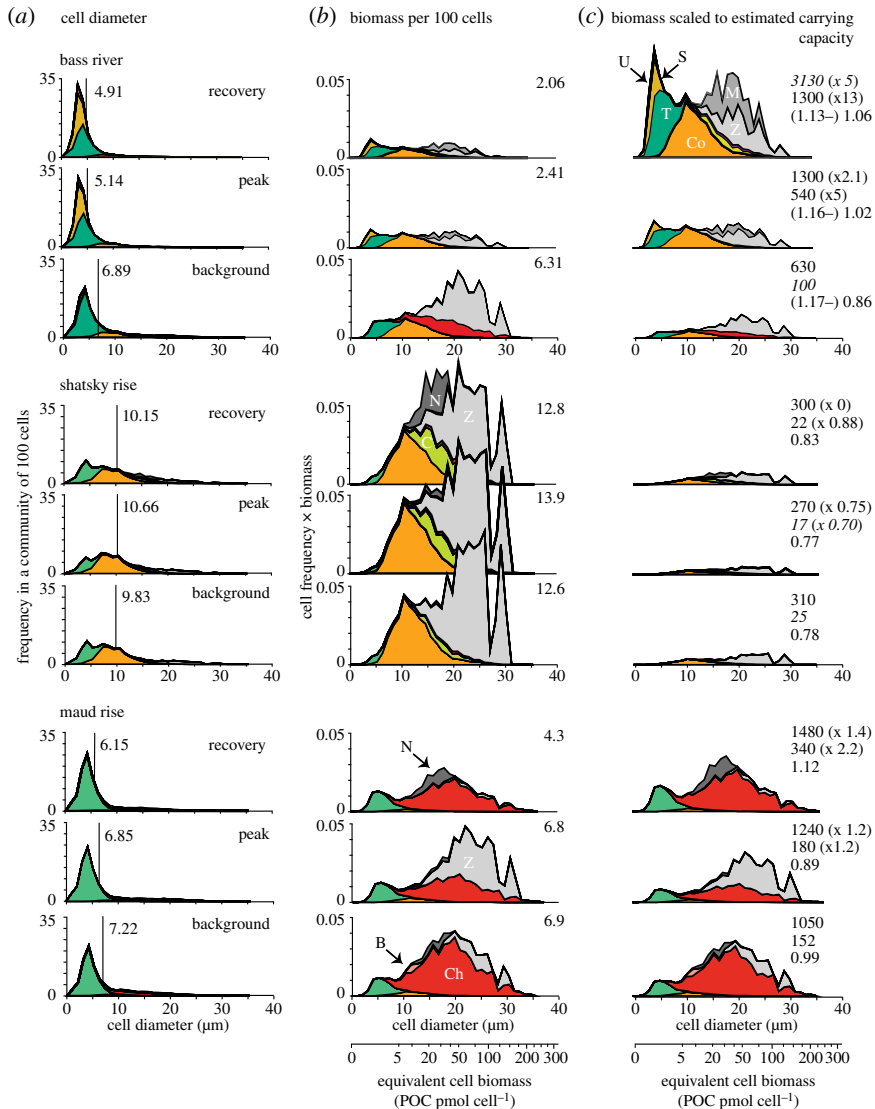 (a) cell diameter
(b) biomass per 100 cells
(c) biomass scaled to estimated carrying capacity
bass river
35
0
4.91
recovery
35
0
5.14
peak
35
0
6.89
background
0 10 20 30 40
shatsky rise
35
0
10.15
recovery
35
0
10.66
peak
35
0
9.83
background
0 10 20 30 40
maud rise
35
0
6.15
recovery
35
0
6.85
peak
35
0
7.22
background
0 10 20 30 40
cell diameter (µm)
frequency in a community of 100 cells
0.05
0
2.06
0.05
0
2.41
0.05
0
6.31
0 10 20 30 40
0.05
0
N
Z
C
12.8
0.05
0
13.9
0.05
0
12.6
0 10 20 30 40
0.05
0
N
4.3
0.05
0
Z
6.8
0.05
0
B
Ch
6.9
0 10 20 30 40
cell diameter (µm)
cell frequency × biomass
0 5 20 50 100 200 300
equivalent cell biomass
(POC pmol cell⁻¹)
U S
T
M
Z
Co
3130 (x 5)
1300 (x13)
(1.13–) 1.06
1300 (x2.1)
540 (x5)
(1.16–) 1.02
630
100
(1.17–) 0.86
0 10 20 30 40
300 (x 0)
22 (x 0.88)
0.83
270 (x 0.75)
17 (x 0.70)
0.77
310
25
0.78
0 10 20 30 40
1480 (x 1.4)
340 (x 2.2)
1.12
1240 (x 1.2)
180 (x1.2)
0.89
1050
152
0.99
0 10 20 30 40
cell diameter (µm)
0 5 20 50 100 200 300
equivalent cell biomass
(POC pmol cell⁻¹)